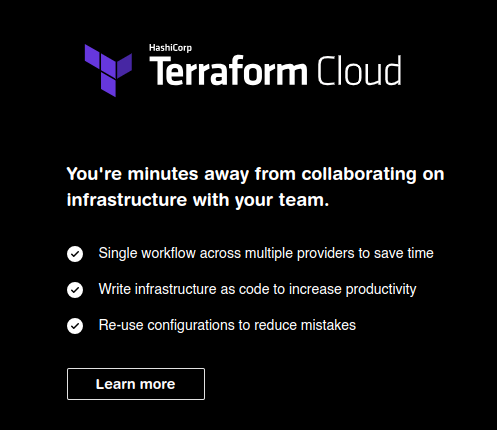 HashiCorp
Terraform Cloud
You're minutes away from collaborating on
infrastructure with your team.
Single workflow across multiple providers to save time
Write infrastructure as code to increase productivity
Re-use configurations to reduce mistakes
Learn more